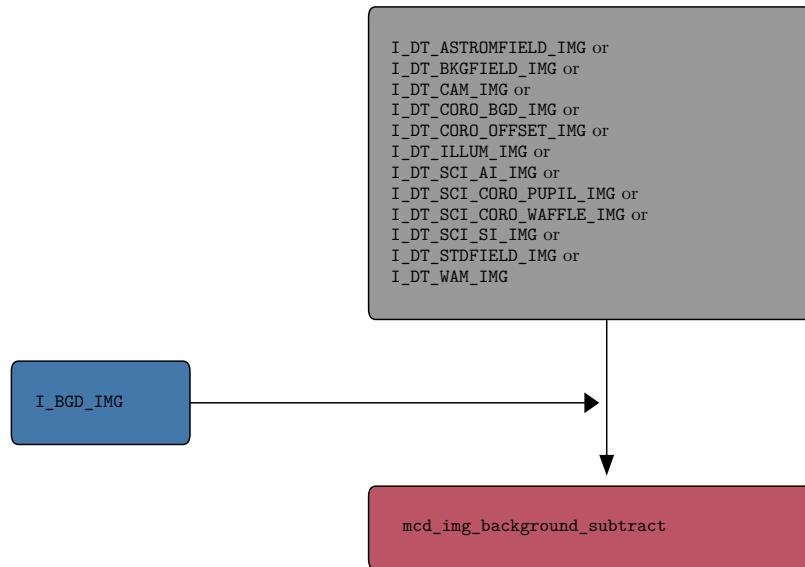 I_DT_ASTROMFIELD_IMG or
I_DT_BKGFIELD_IMG or
I_DT_CAM_IMG or
I_DT_CORO_BGD_IMG or
I_DT_CORO_OFFSET_IMG or
I_DT_ILLUM_IMG or
I_DT_SCI_AI_IMG or
I_DT_SCI_CORO_PUPIL_IMG or
I_DT_SCI_CORO_WAFFLE_IMG or
I_DT_SCI_SI_IMG or
I_DT_STDFIELD_IMG or
I_DT_WAM_IMG
I_BGD_IMG
mcd_img_background_subtract